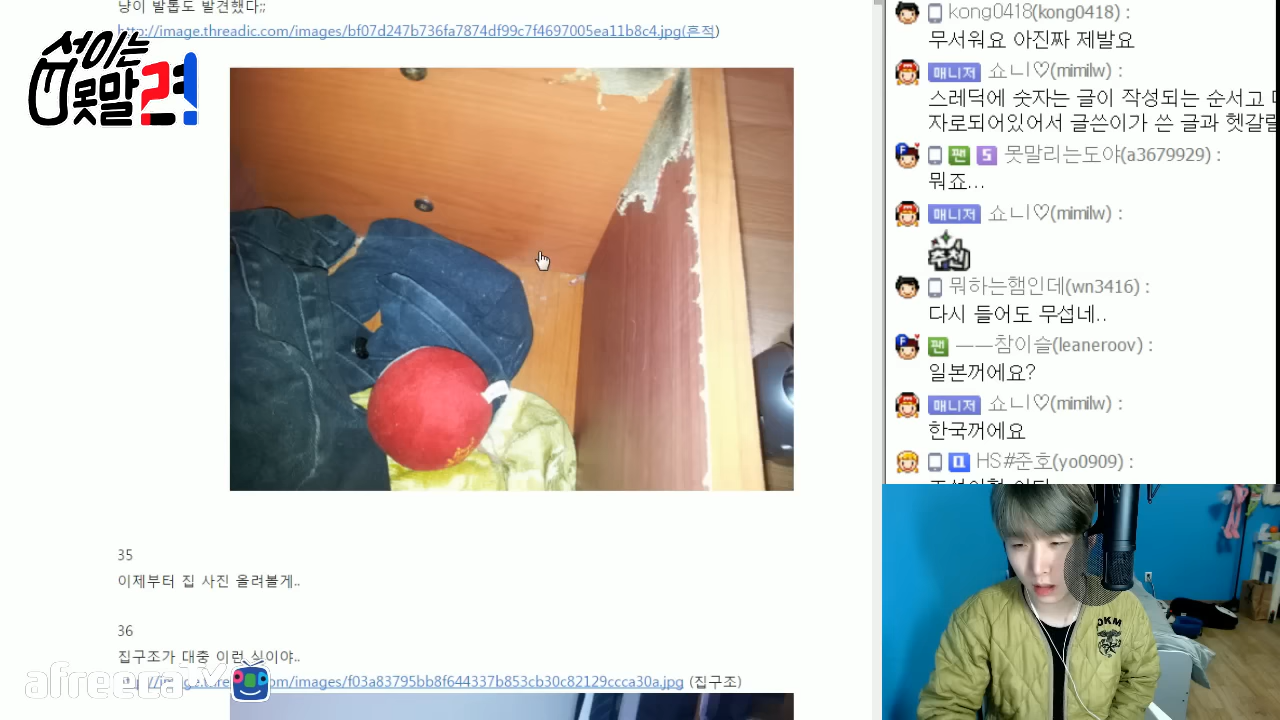 냥이 발톱도 발견했다;;
http://image.threadic.com/images/bf07d247b736fa7874df99c7f4697005ea11b8c4.jpg(흔적)
섭이는
못말려!
35
이제부터 집 사진 올려볼게..
36
집구조가 대충 이런 식이야..
images/f03a83795bb8f644337b853cb30c82129ccca30a.jpg (집구조)
afreecaTV
kong0418(kong0418) :
무서워요 아진짜 제발요
매니저 쇼ㄴㅣ♡(mimilw) :
스레덕에 숫자는 글이 작성되는 순서고
자로되어있어서 글쓴이가 쓴 글과 헷갈릴
팬 S 못말리는도야(a3679929) :
뭐죠...
매니저 쇼ㄴㅣ♡(mimilw) :
추천
뭐하는햄인데(wn3416) :
다시 들어도 무섭네..
팬 ㅡㅡ참이슬(leaneroov) :
일본꺼에요?
매니저 쇼ㄴㅣ♡(mimilw) :
한국꺼에요
HS#준호(yo0909) :
OKM